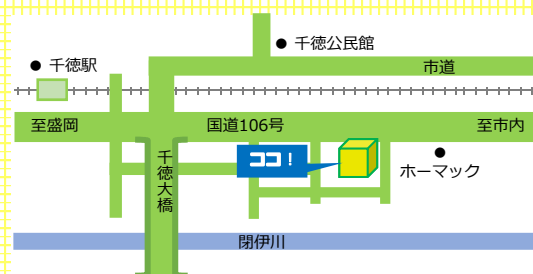 ● 千徳公民館
● 千徳駅
市道
至盛岡
国道106号
至市内
千徳大橋
ココ！
●
ホーマック
閉伊川